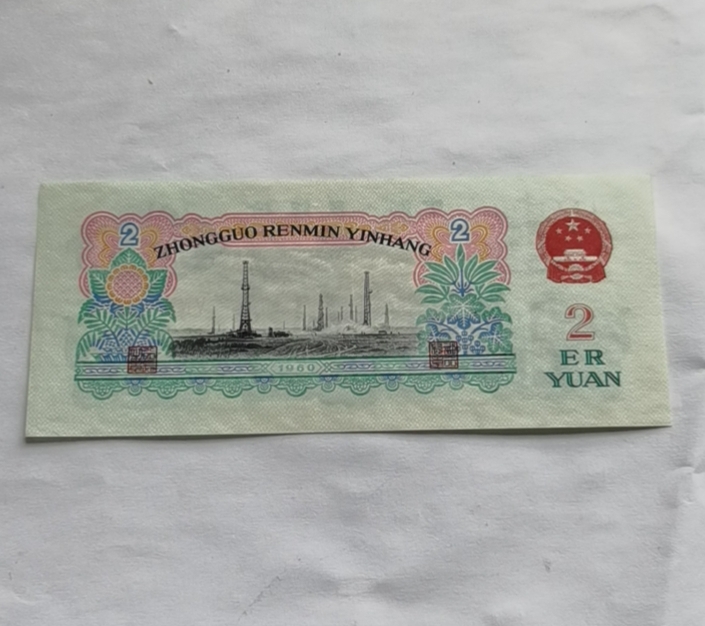 2 2
ZHONGGUO RENMIN YINHANG
1960
2
ER
YUAN